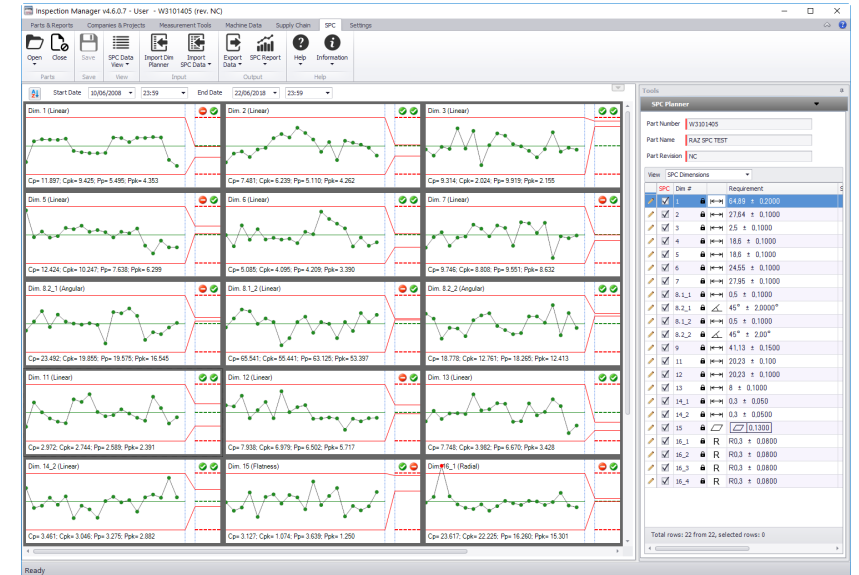 Inspection Manager v4.6.0.7 - User - W3101405 (rev. NC)
Parts & Reports Companies & Projects Measurement Tools Machine Data Supply Chain SPC Settings
Open Close Save SPC Data View Import Dim Planner Import SPC Data Export Data SPC Report Help Information
Parts Save View Input Output Help
Start Date 10/06/2008 23:59 End Date 22/06/2018 23:59
Dim. 1 (Linear) Dim. 2 (Linear) Dim. 3 (Linear)
Cp= 11.897; Cpk= 9.425; Pp= 5.495; Ppk= 4.353 Cp= 7.481; Cpk= 6.239; Pp= 5.110; Ppk= 4.262 Cp= 9.314; Cpk= 2.024; Pp= 9.919; Ppk= 2.155
Dim. 5 (Linear) Dim. 6 (Linear) Dim. 7 (Linear)
Cp= 12.424; Cpk= 10.247; Pp= 7.638; Ppk= 6.299 Cp= 5.085; Cpk= 4.095; Pp= 4.209; Ppk= 3.390 Cp= 9.746; Cpk= 8.808; Pp= 9.551; Ppk= 8.632
Dim. 8.2_1 (Angular) Dim. 8.1_2 (Linear) Dim. 8.2_2 (Angular)
Cp= 23.492; Cpk= 19.855; Pp= 19.575; Ppk= 16.545 Cp= 65.541; Cpk= 55.441; Pp= 63.125; Ppk= 53.397 Cp= 18.778; Cpk= 12.761; Pp= 18.265; Ppk= 12.413
Dim. 11 (Linear) Dim. 12 (Linear) Dim. 13 (Linear)
Cp= 2.972; Cpk= 2.744; Pp= 2.589; Ppk= 2.391 Cp= 7.938; Cpk= 6.979; Pp= 6.502; Ppk= 5.717 Cp= 7.748; Cpk= 3.982; Pp= 6.670; Ppk= 3.428
Dim. 14_2 (Linear) Dim. 15 (Flatness) Dim. 16_1 (Radial)
Cp= 3.461; Cpk= 3.046; Pp= 3.275; Ppk= 2.882 Cp= 3.127; Cpk= 1.074; Pp= 3.639; Ppk= 1.250 Cp= 23.617; Cpk= 22.225; Pp= 16.260; Ppk= 15.301
Tools
SPC Planner
Part Number W3101405
Part Name RAZ SPC TEST
Part Revision NC
View SPC Dimensions
SPC Dim # Requirement S
1 64,89 ± 0,2000
2 27,64 ± 0,1000
3 2,5 ± 0,1000
4 18,6 ± 0,1000
5 18,6 ± 0,1000
6 24,55 ± 0,1000
7 27,95 ± 0,1000
8.1_1 0,5 ± 0,1000
8.2_1 45° ± 2,0000°
8.1_2 0,5 ± 0,1000
8.2_2 45° ± 2,00°
9 41,13 ± 0,1500
11 20,23 ± 0,100
12 20,23 ± 0,1000
13 8 ± 0,1000
14_1 0,3 ± 0,050
14_2 0,3 ± 0,0500
15 0,1300
16_1 R R0,3 ± 0,0800
16_2 R R0,3 ± 0,0800
16_3 R R0,3 ± 0,0800
16_4 R R0,3 ± 0,0800
Total rows: 22 from 22, selected rows: 0
Ready